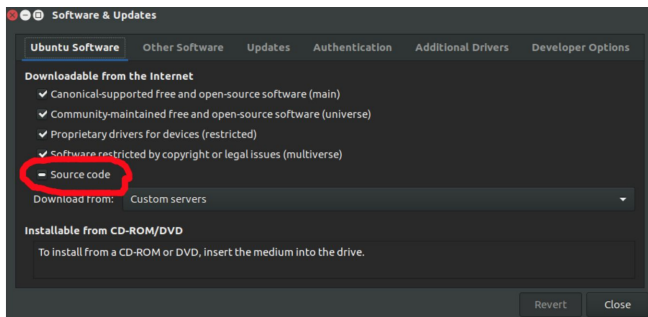 Software & Updates
Ubuntu Software Other Software Updates Authentication Additional Drivers Developer Options
Downloadable from the Internet
Canonical-supported free and open-source software (main)
Community-maintained free and open-source software (universe)
Proprietary drivers for devices (restricted)
Software restricted by copyright or legal issues (multiverse)
Source code
Download from: Custom servers
Installable from CD-ROM/DVD
To install from a CD-ROM or DVD, insert the medium into the drive.
Revert Close